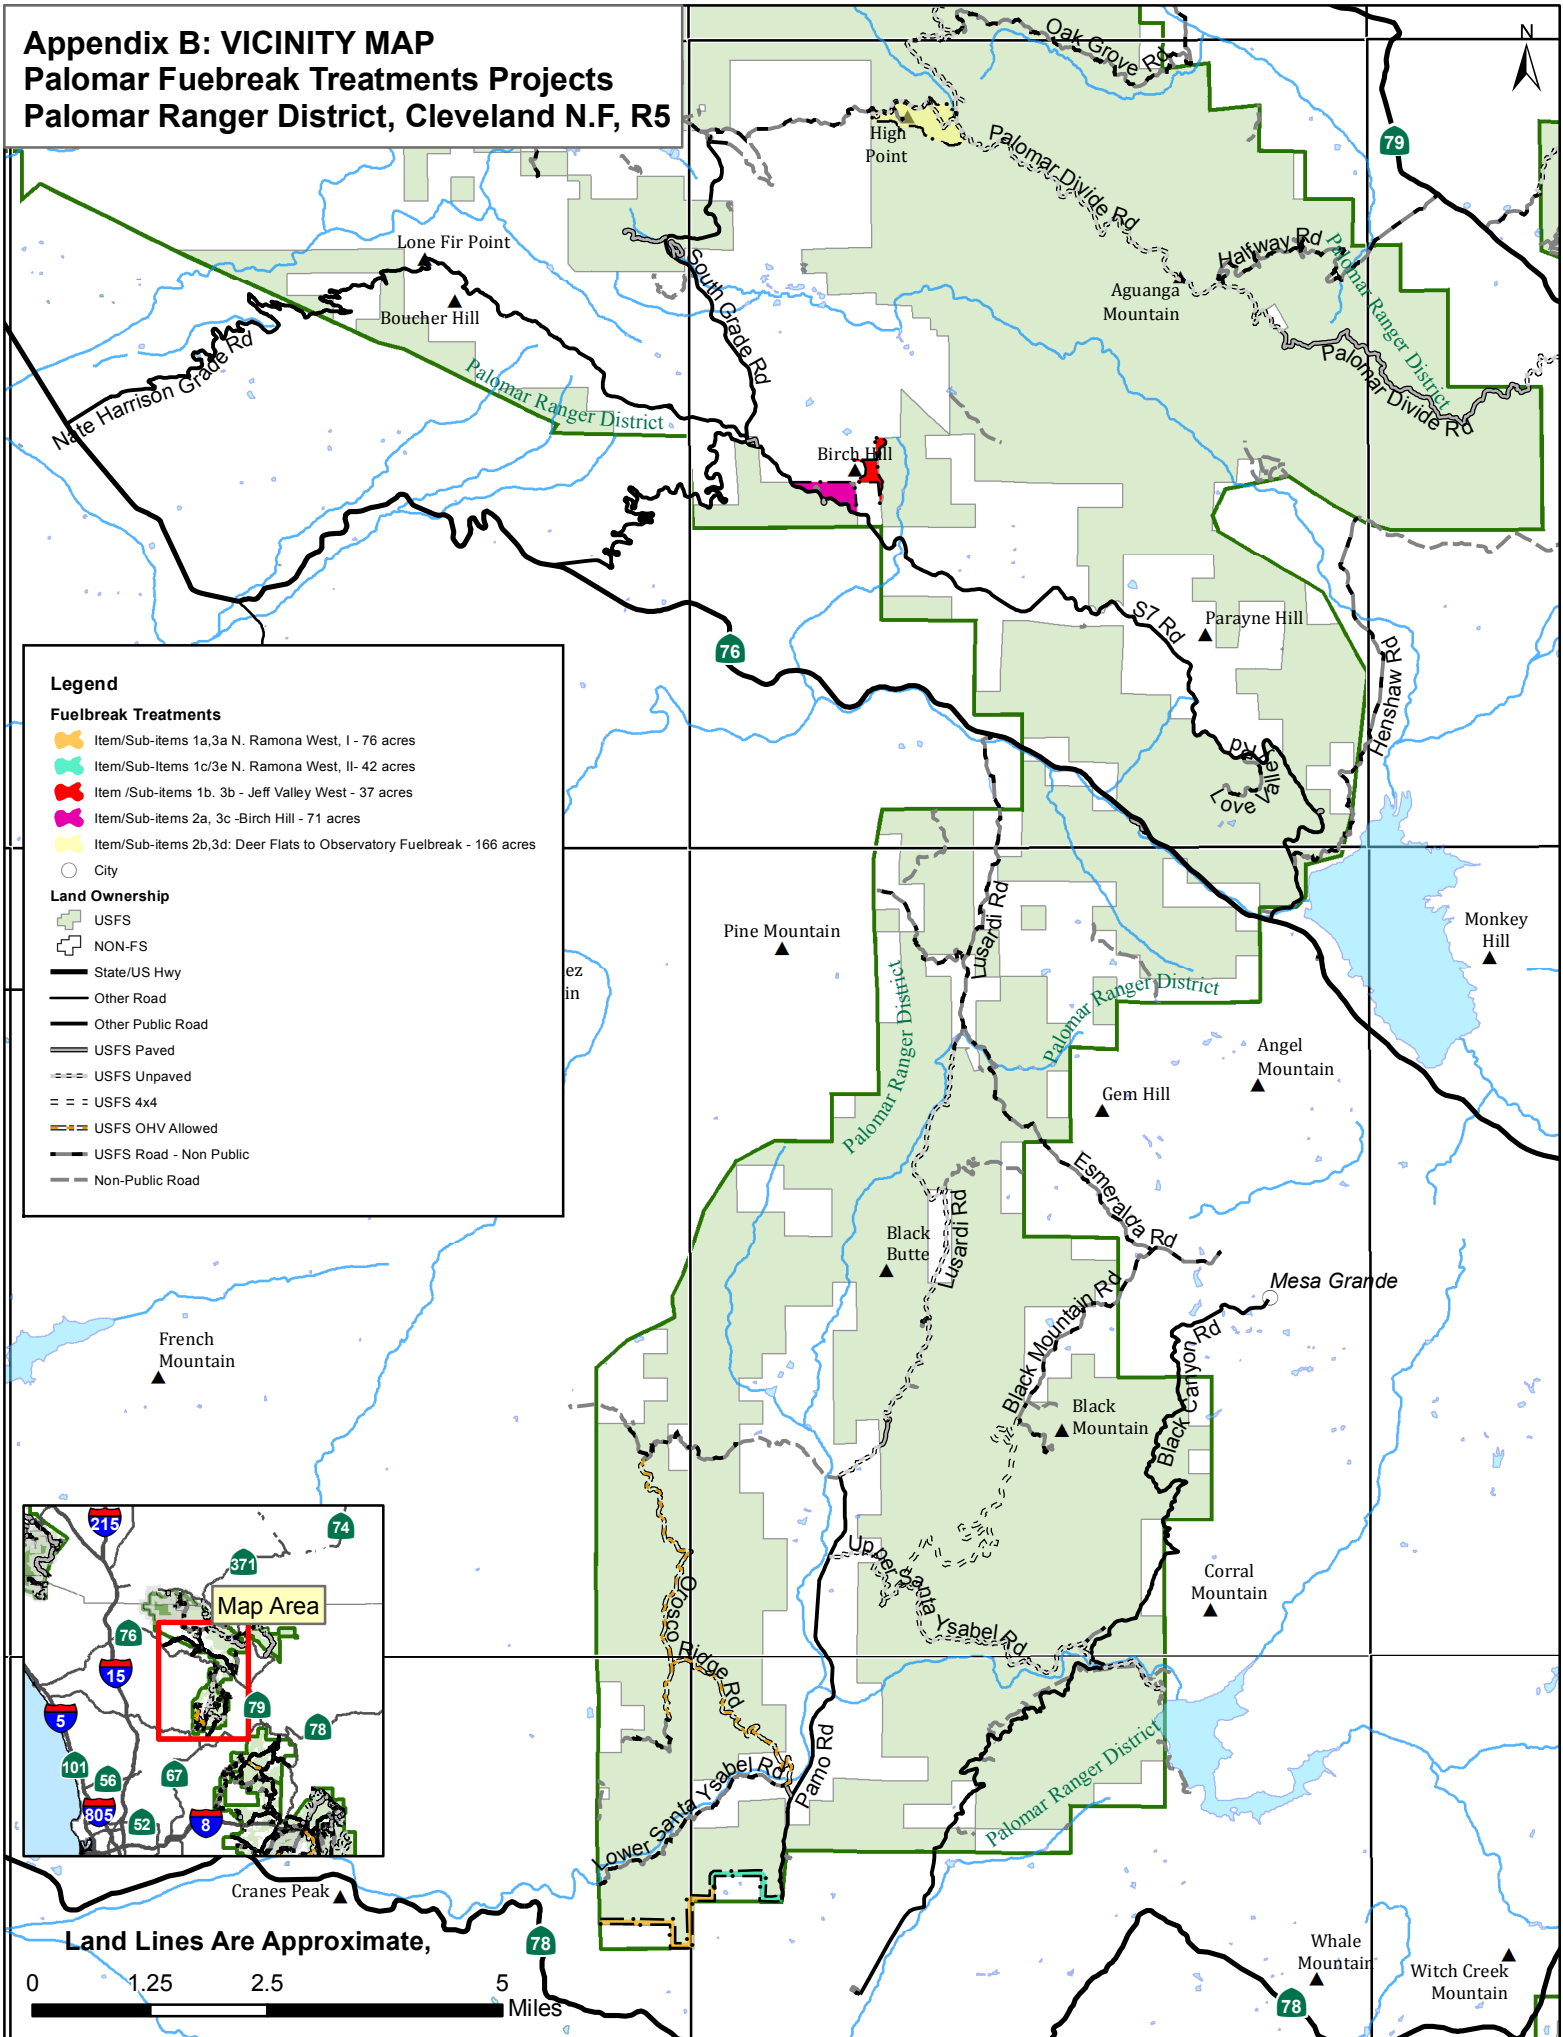 Appendix B: VICINITY MAP
Palomar Fuebreak Treatments Projects
Palomar Ranger District, Cleveland N.F, R5
N
Oak Grove Rd
79
High
Point
Palomar Divide Rd
Halfway Rd
Palomar Ranger District
Aguanga
Mountain
Palomar Divide Rd
Lone Fir Point
Boucher Hill
South Grade Rd
Nate Harrison Grade Rd
Palomar Ranger District
Birch Hill
S7 Rd
Parayne Hill
76
Henshaw Rd
Love Valley Rd
Legend
Fuelbreak Treatments
Item/Sub-items 1a,3a N. Ramona West, I - 76 acres
Item/Sub-Items 1c/3e N. Ramona West, II- 42 acres
Item /Sub-items 1b. 3b - Jeff Valley West - 37 acres
Item/Sub-items 2a, 3c -Birch Hill - 71 acres
Item/Sub-items 2b,3d: Deer Flats to Observatory Fuelbreak - 166 acres
City
Land Ownership
USFS
NON-FS
State/US Hwy
Other Road
Other Public Road
USFS Paved
USFS Unpaved
USFS 4x4
USFS OHV Allowed
USFS Road - Non Public
Non-Public Road
ez
in
Pine Mountain
Lusardi Rd
Monkey
Hill
Palomar Ranger District
Palomar Ranger District
Angel
Mountain
Gem Hill
Esmeralda Rd
Lusardi Rd
Black
Butte
Mesa Grande
Black Mountain Rd
Black Canyon Rd
French
Mountain
Black
Mountain
Upper Santa Ysabel Rd
Corral
Mountain
Orosco Ridge Rd
Pamo Rd
Lower Santa Ysabel Rd
Palomar Ranger District
215
74
371
Map Area
76
15
79
5
78
101
56
67
805
52
8
Cranes Peak
78
Whale
Mountain
Witch Creek
Mountain
78
Land Lines Are Approximate,
0 1.25 2.5 5
Miles